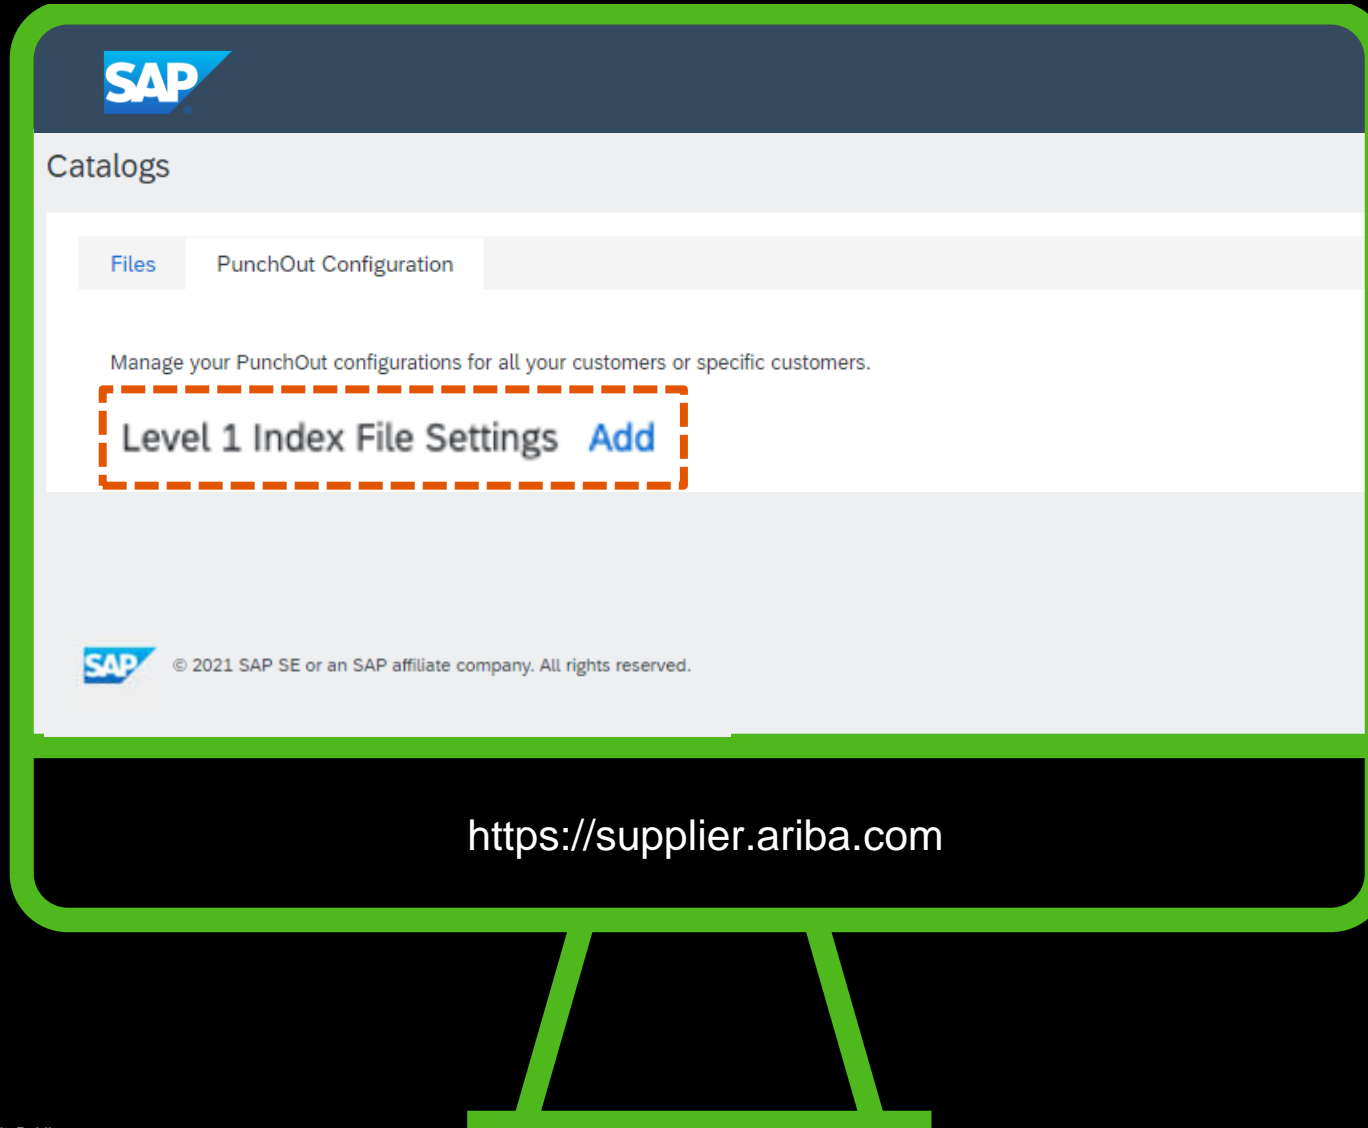 SAP
Catalogs
Files PunchOut Configuration
Manage your PunchOut configurations for all your customers or specific customers.
Level 1 Index File Settings Add
SAP © 2021 SAP SE or an SAP affiliate company. All rights reserved.
https://supplier.ariba.com